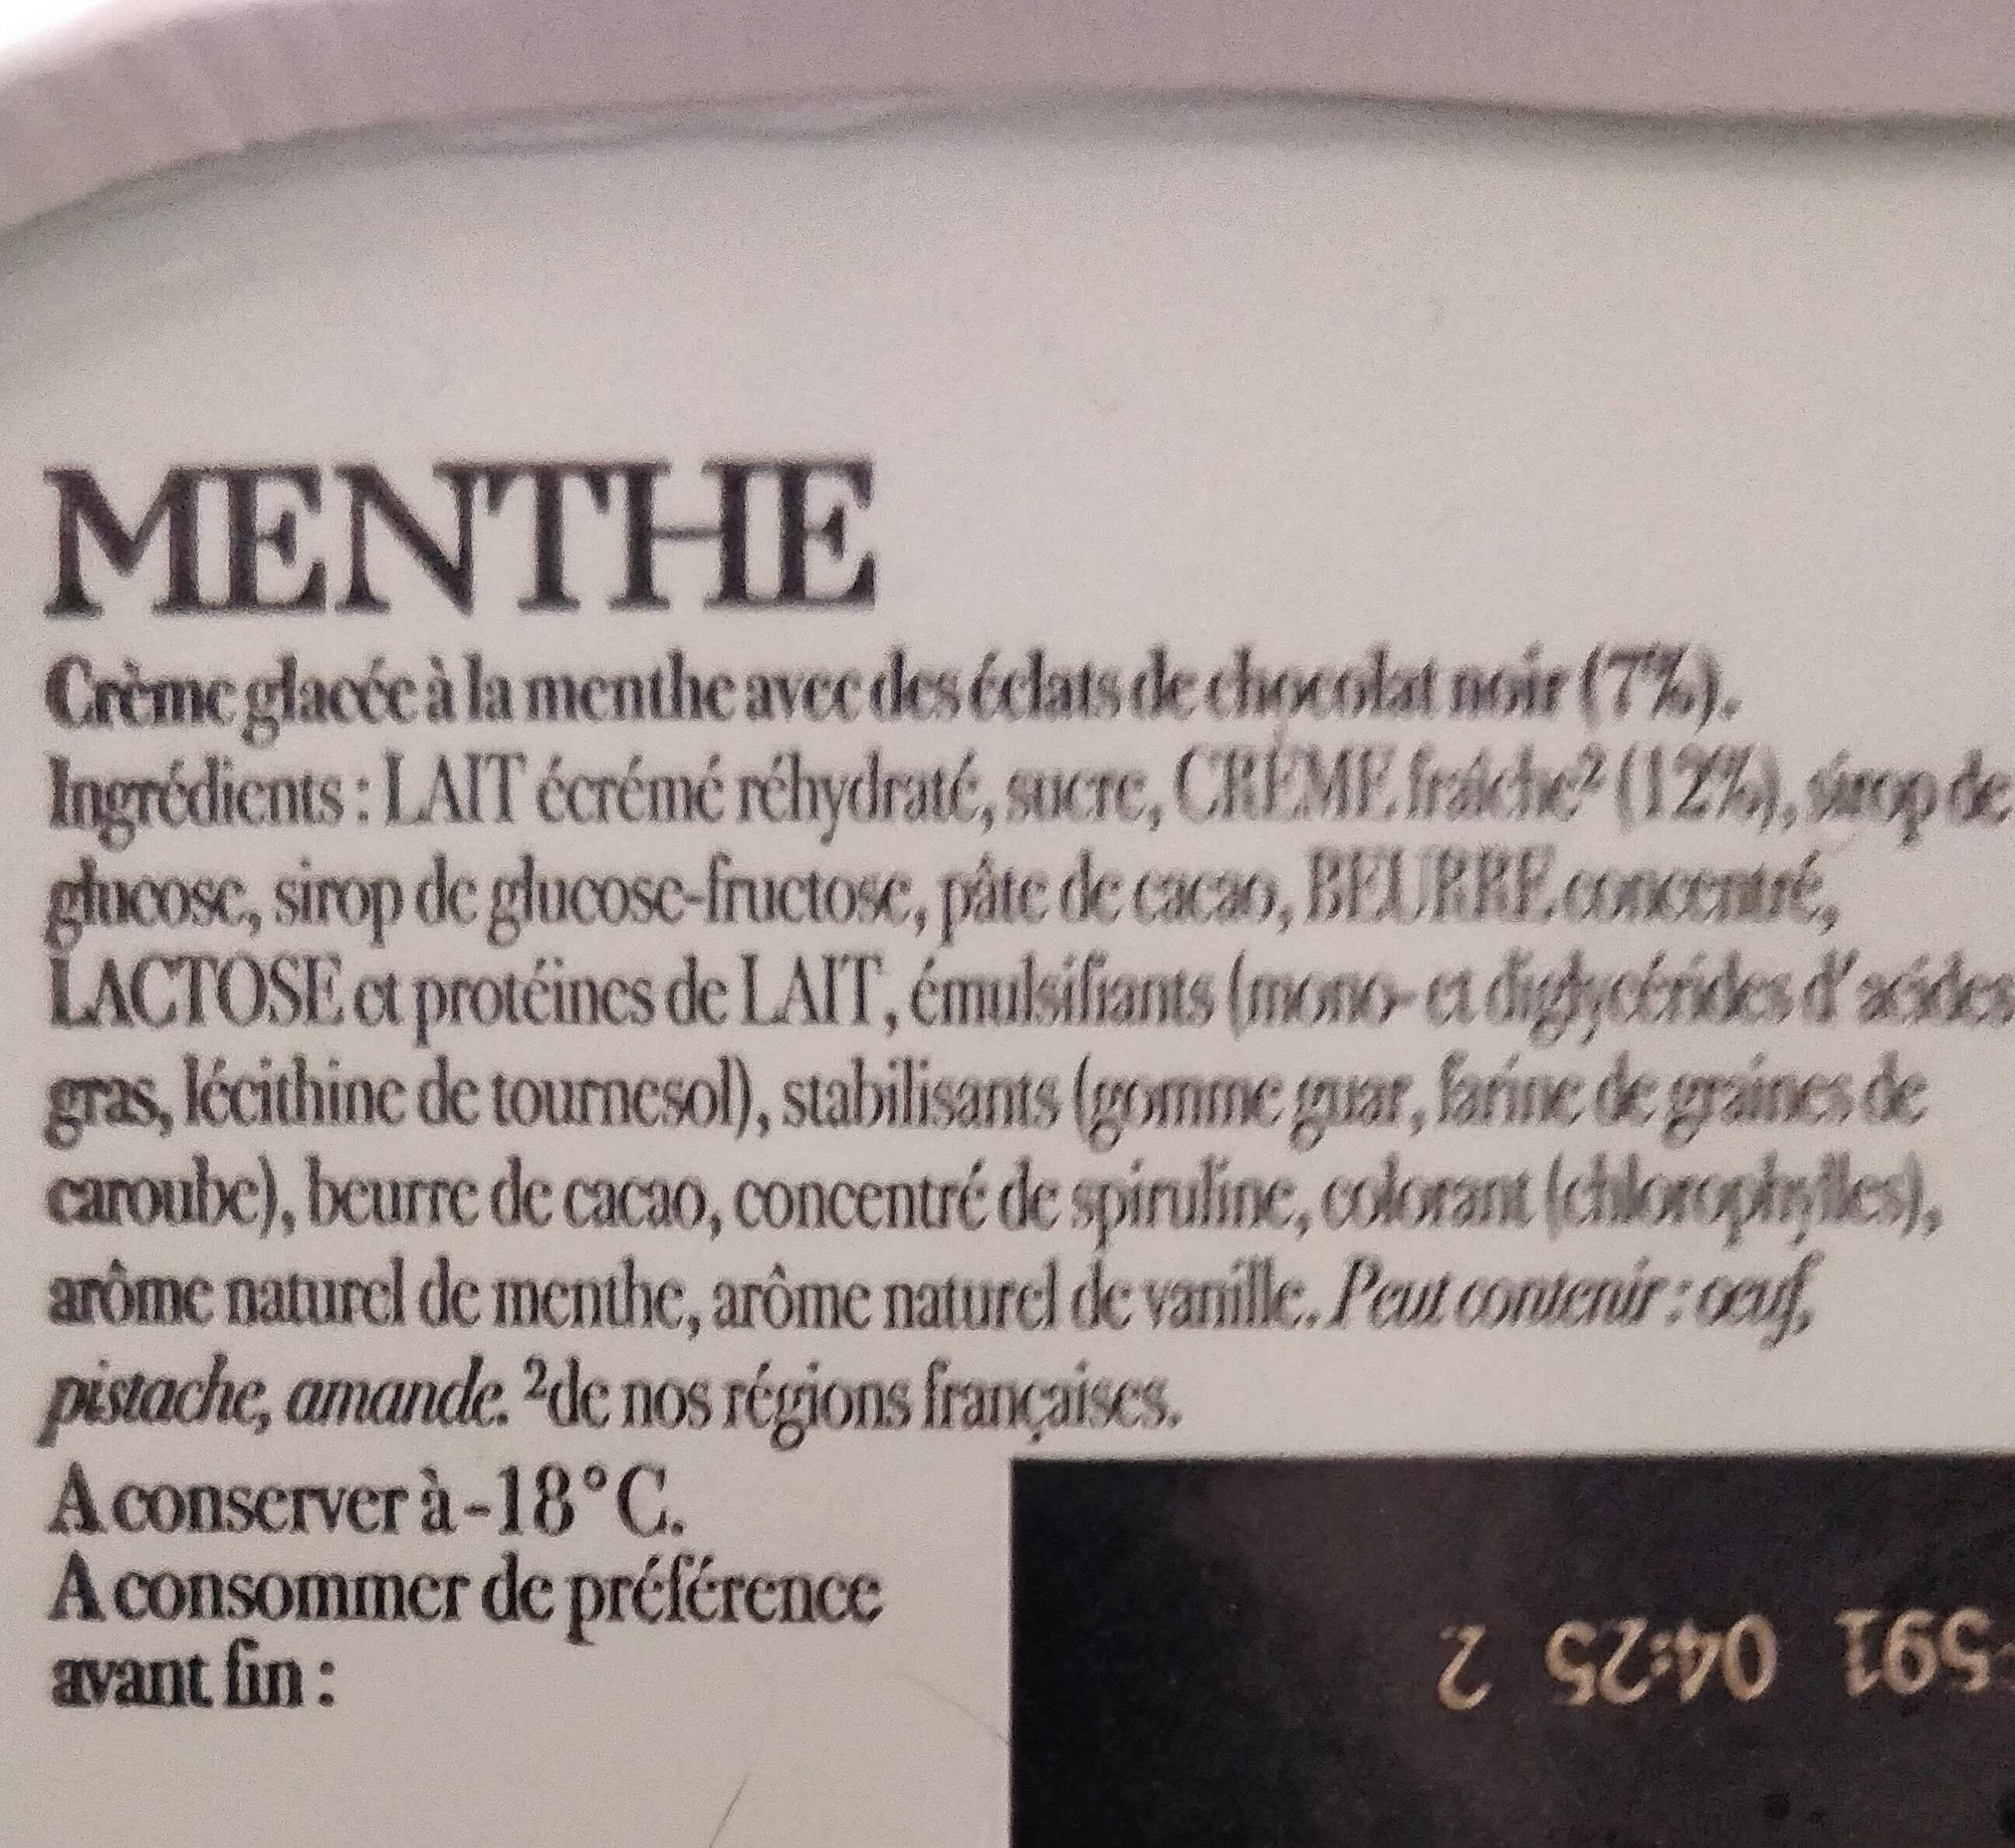 MENTHE
Crème glacée à la menthe avec des éclats de chocolat noir (7%).
Ingrédients : LAIT écrémé réhydraté, sucre, CRÈME fraîche² (12%), sirop de
glucose, sirop de glucose-fructose, pâte de cacao, BEURRE concentré,
LACTOSE et protéines de LAIT, émulsifiants (mono- et diglycérides d'acides
gras, lécithine de tournesol), stabilisants (gomme guar, farine de graines de
caroube), beurre de cacao, concentré de spiruline, colorant (chlorophylles),
arôme naturel de menthe, arôme naturel de vanille. Peut contenir : œuf,
pistache, amande. ²de nos régions françaises.
A conserver à -18°C.
A consommer de préférence
avant fin :
591 04:25 2